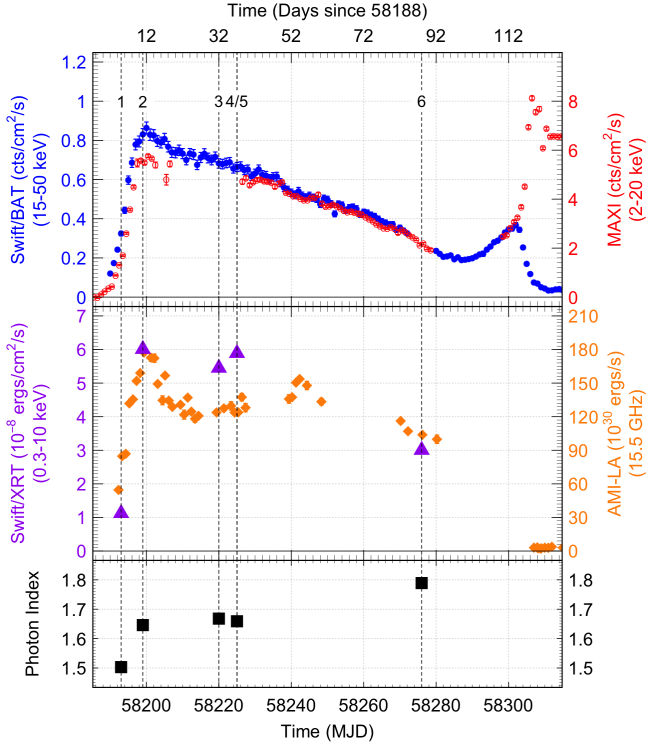 Time (Days since 58188)
12 32 52 72 92 112
1.2
1 8
0.8 6
0.6 4
0.4 2
0.2 0
0
Swift/BAT (cts/cm²/s)
(15-50 keV)
MAXI (cts/cm²/s)
(2-20 keV)
1 2 3 4/5 6
7 210
6 180
5 150
4 120
3 90
2 60
1 30
0 0
Swift/XRT (10⁻⁸ ergs/cm²/s)
(0.3-10 keV)
AMI-LA (10³⁰ ergs/s)
(15.5 GHz)
1.8 1.8
1.7 1.7
1.6 1.6
1.5 1.5
Photon Index
58200 58220 58240 58260 58280 58300
Time (MJD)